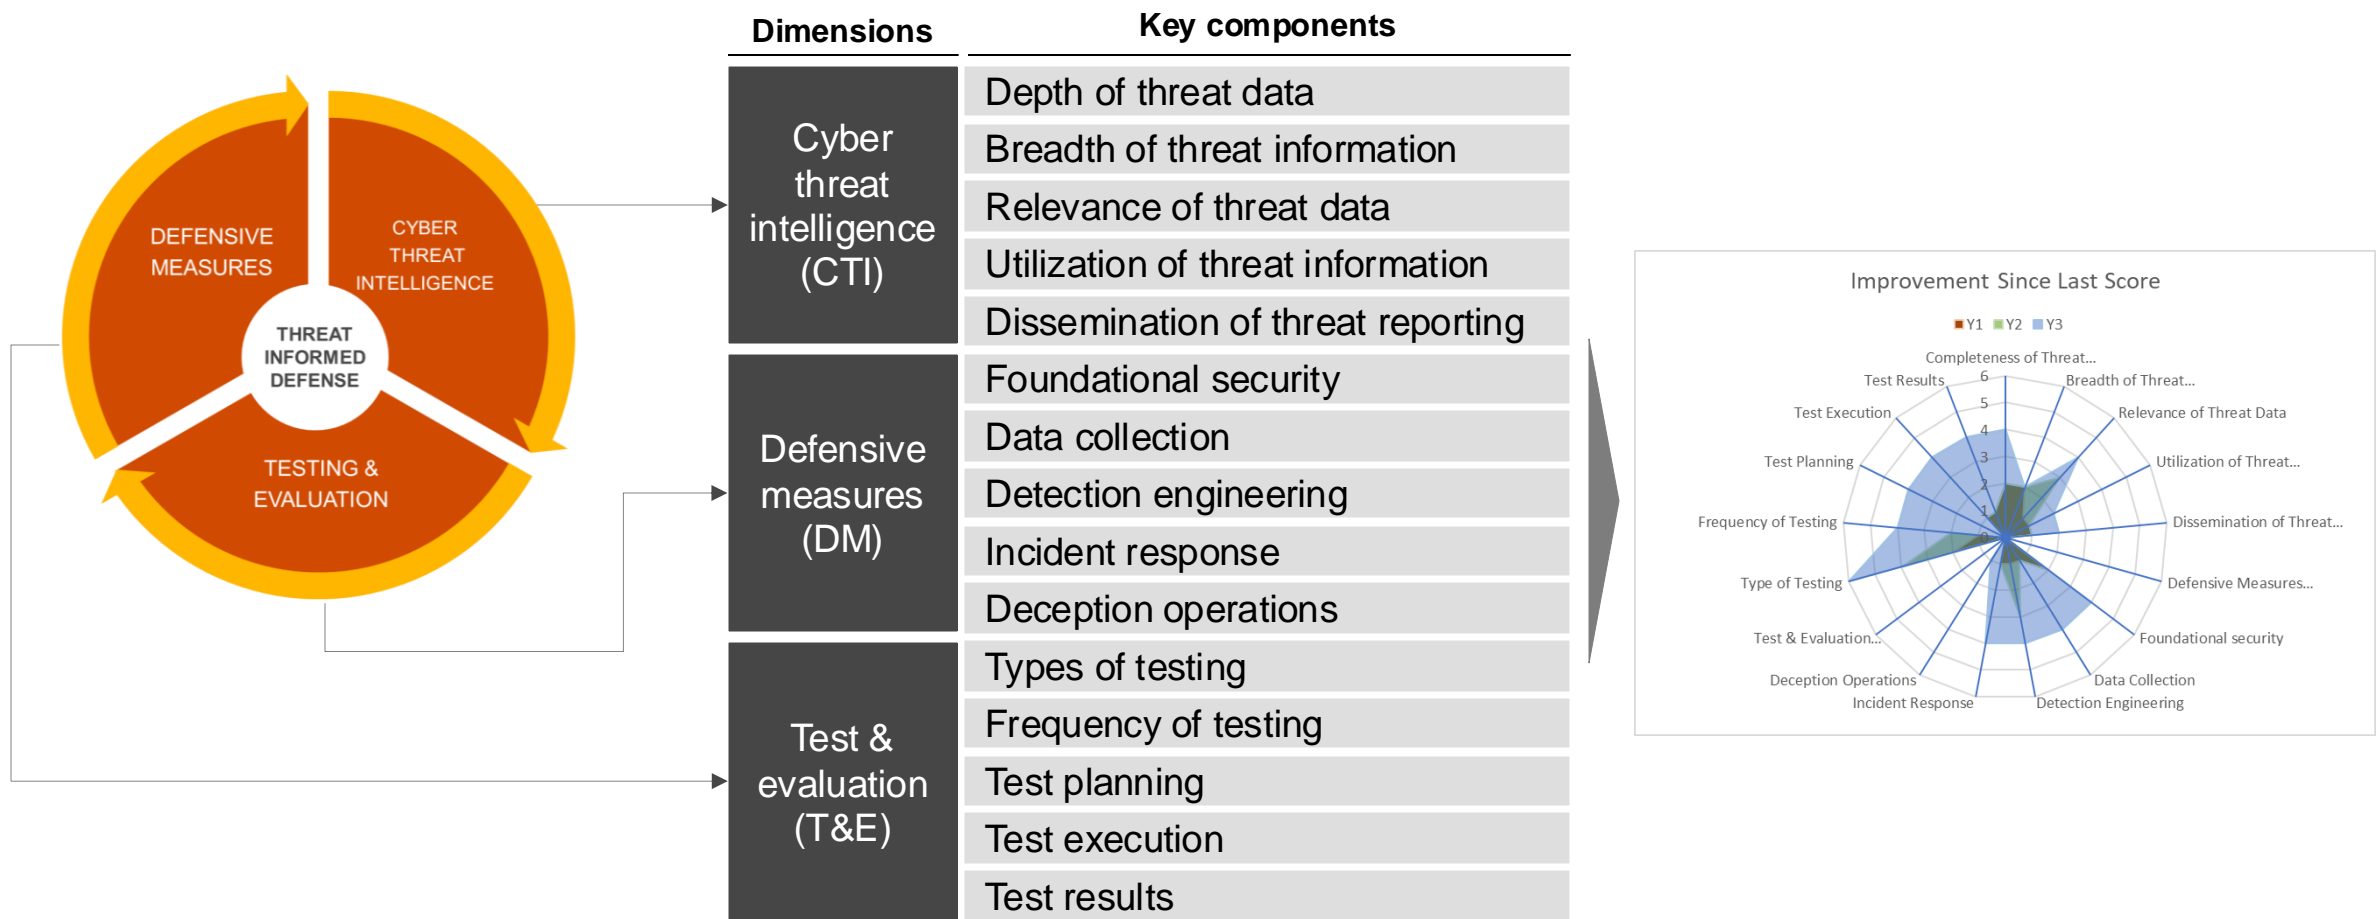 Dimensions
Key components
DEFENSIVE
MEASURES
CYBER
THREAT
INTELLIGENCE
THREAT
INFORMED
DEFENSE
TESTING &
EVALUATION
Cyber
threat
intelligence
(CTI)
Depth of threat data
Breadth of threat information
Relevance of threat data
Utilization of threat information
Dissemination of threat reporting
Defensive
measures
(DM)
Foundational security
Data collection
Detection engineering
Incident response
Deception operations
Test &
evaluation
(T&E)
Types of testing
Frequency of testing
Test planning
Test execution
Test results
Improvement Since Last Score
Y1 Y2 Y3
Completeness of Threat...
Breadth of Threat...
Relevance of Threat Data
Utilization of Threat...
Dissemination of Threat...
Defensive Measures...
Foundational security
Data Collection
Detection Engineering
Incident Response
Deception Operations
Test & Evaluation...
Type of Testing
Frequency of Testing
Test Planning
Test Execution
Test Results
6
5
4
3
2
1
0